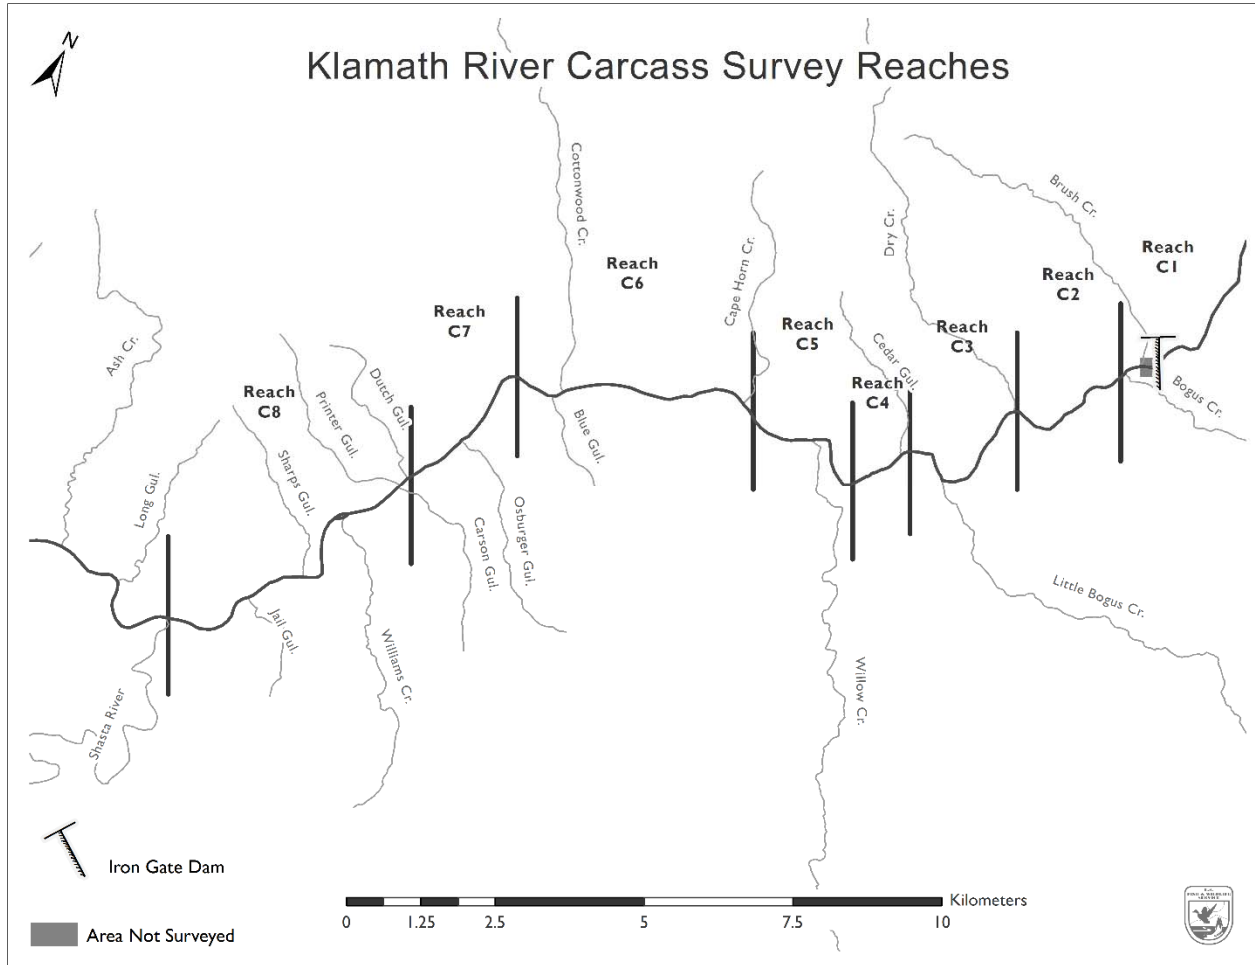 N
Klamath River Carcass Survey Reaches
Cottonwood Cr.
Brush Cr.
Dry Cr.
Cape Horn Cr.
Reach
C1
Reach
C2
Reach
C6
Reach
C7
Reach
C5
Reach
C3
Cedar Gul.
Reach
C4
Ash Cr.
Reach
C8
Dutch Gul.
Printer Gul.
Bogus Cr.
Blue Gul.
Long Gul.
Sharps Gul.
Osburger Gul.
Carson Gul.
Little Bogus Cr.
Jail Gul.
Williams Cr.
Willow Cr.
Shasta River
Iron Gate Dam
Area Not Surveyed
Kilometers
0 1.25 2.5 5 7.5 10
U.S.
FISH & WILDLIFE
SERVICE